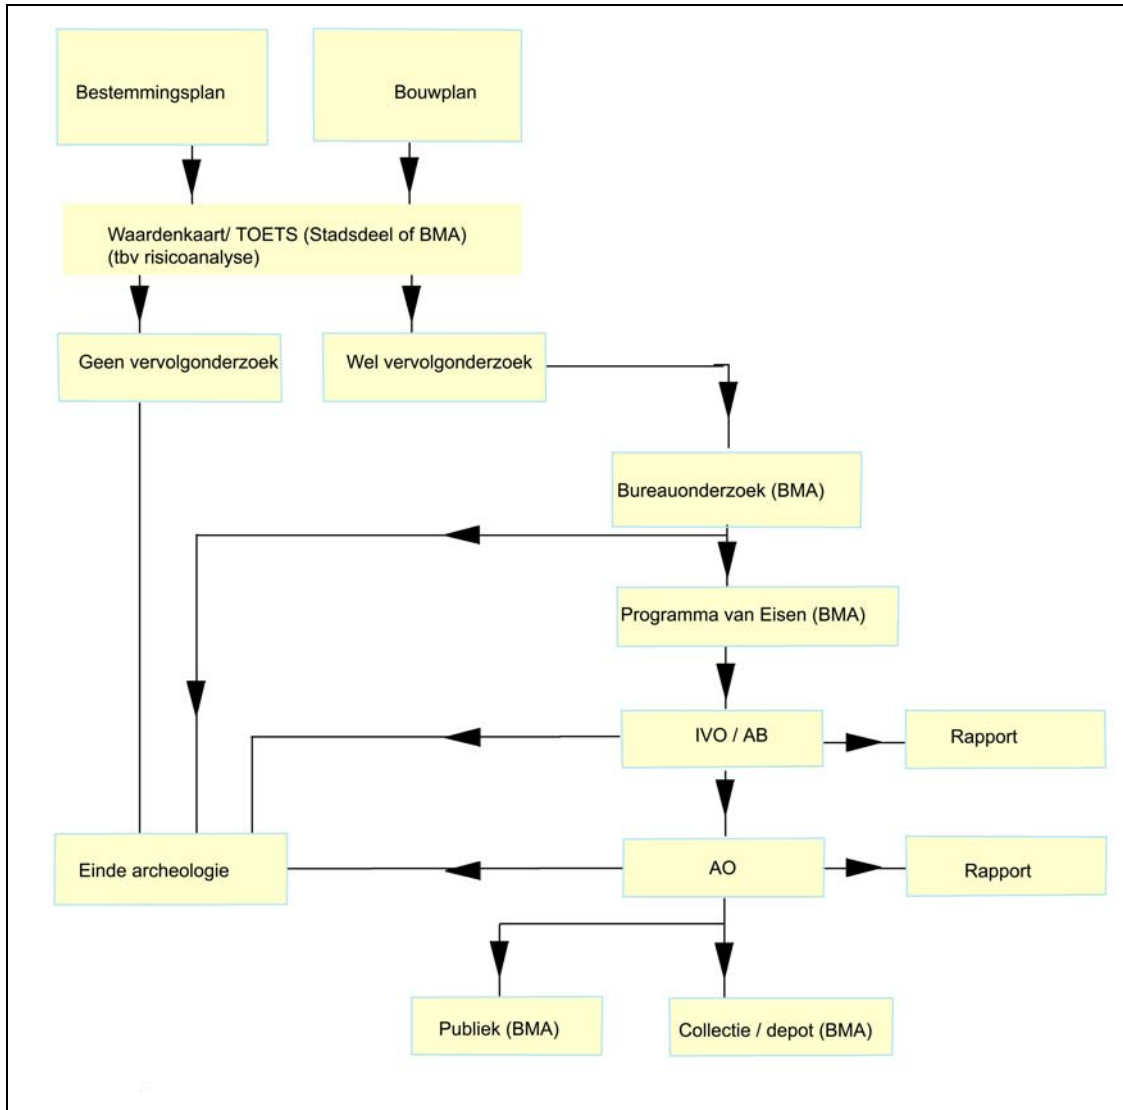 Bestemmingsplan
Bouwplan
Waardenkaart/ TOETS (Stadsdeel of BMA)
(tbv risicoanalyse)
Geen vervolgonderzoek
Wel vervolgonderzoek
Bureauonderzoek (BMA)
Programma van Eisen (BMA)
IVO / AB
Rapport
Einde archeologie
AO
Rapport
Publiek (BMA)
Collectie / depot (BMA)